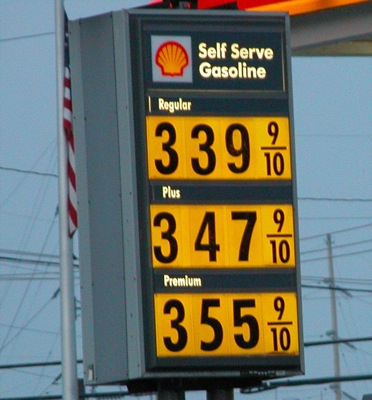 Self Serve
Gasoline
Regular
339 9/10
Plus
347 9/10
Premium
355 9/10